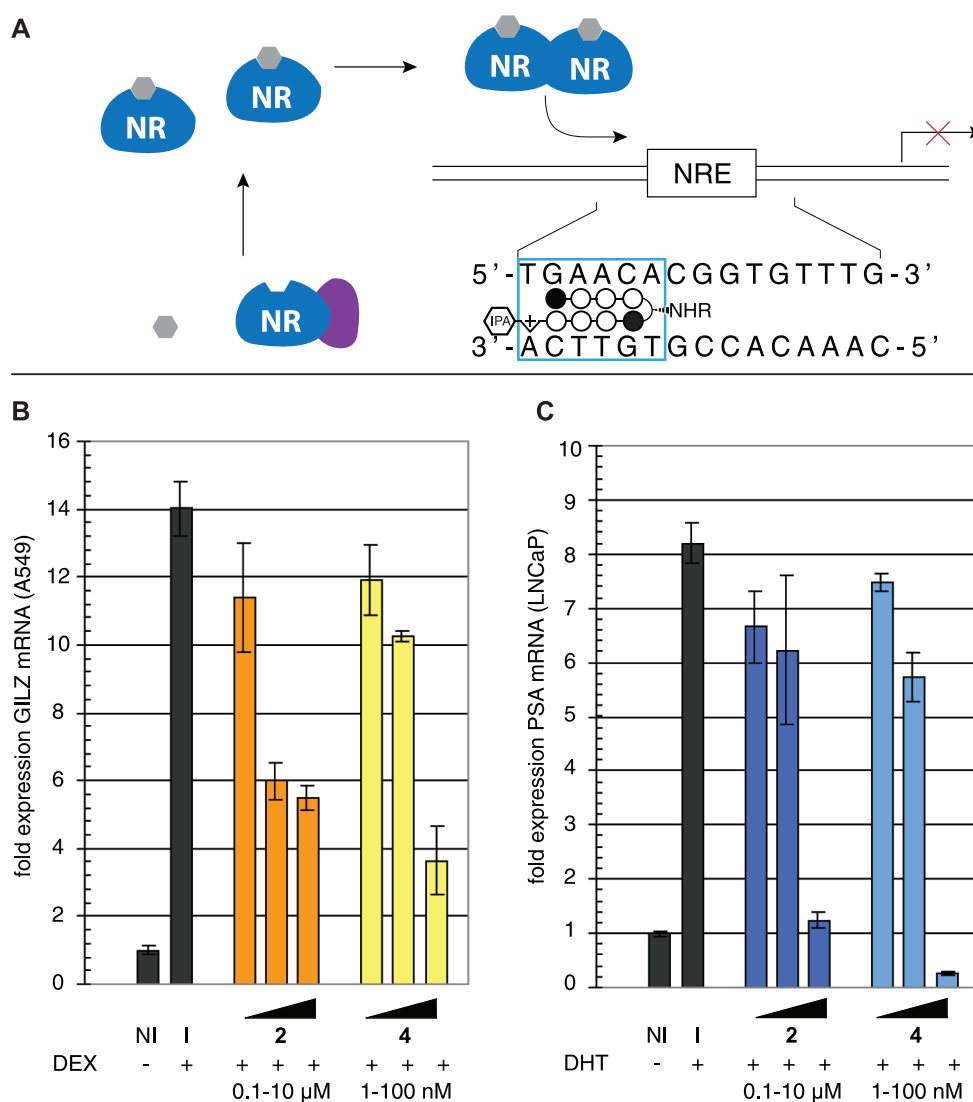 A
NR
NR
NR NR
NRE
NR
5’-TGAACACGGTGTTTG-3’
IPA + NHR
3’-ACTTGTGCCACAAAC-5’
B
fold expression GILZ mRNA (A549)
16
14
12
10
8
6
4
2
0
NI I 2 4
DEX - + + + + + + +
0.1-10 µM 1-100 nM
C
fold expression PSA mRNA (LNCaP)
10
9
8
7
6
5
4
3
2
1
0
NI I 2 4
DHT - + + + + + + +
0.1-10 µM 1-100 nM